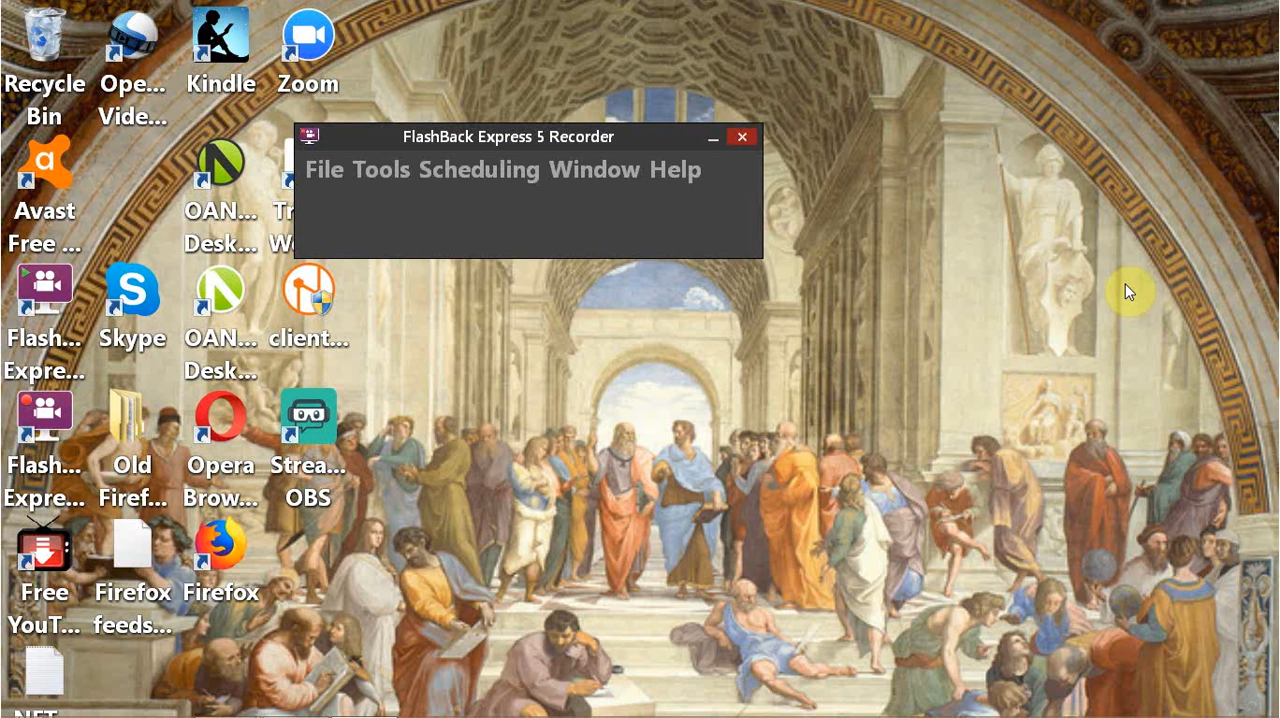 Recycle
Bin
Ope...
Vide...
Kindle
Zoom
FlashBack Express 5 Recorder
File Tools Scheduling Window Help
Avast
Free ...
OAN...
Desk...
Tr
W
Flash...
Expre...
Skype
OAN...
Desk...
client...
Flash...
Expre...
Old
Firef...
Opera
Brow...
Strea...
OBS
Free
YouT...
Firefox
feeds...
Firefox